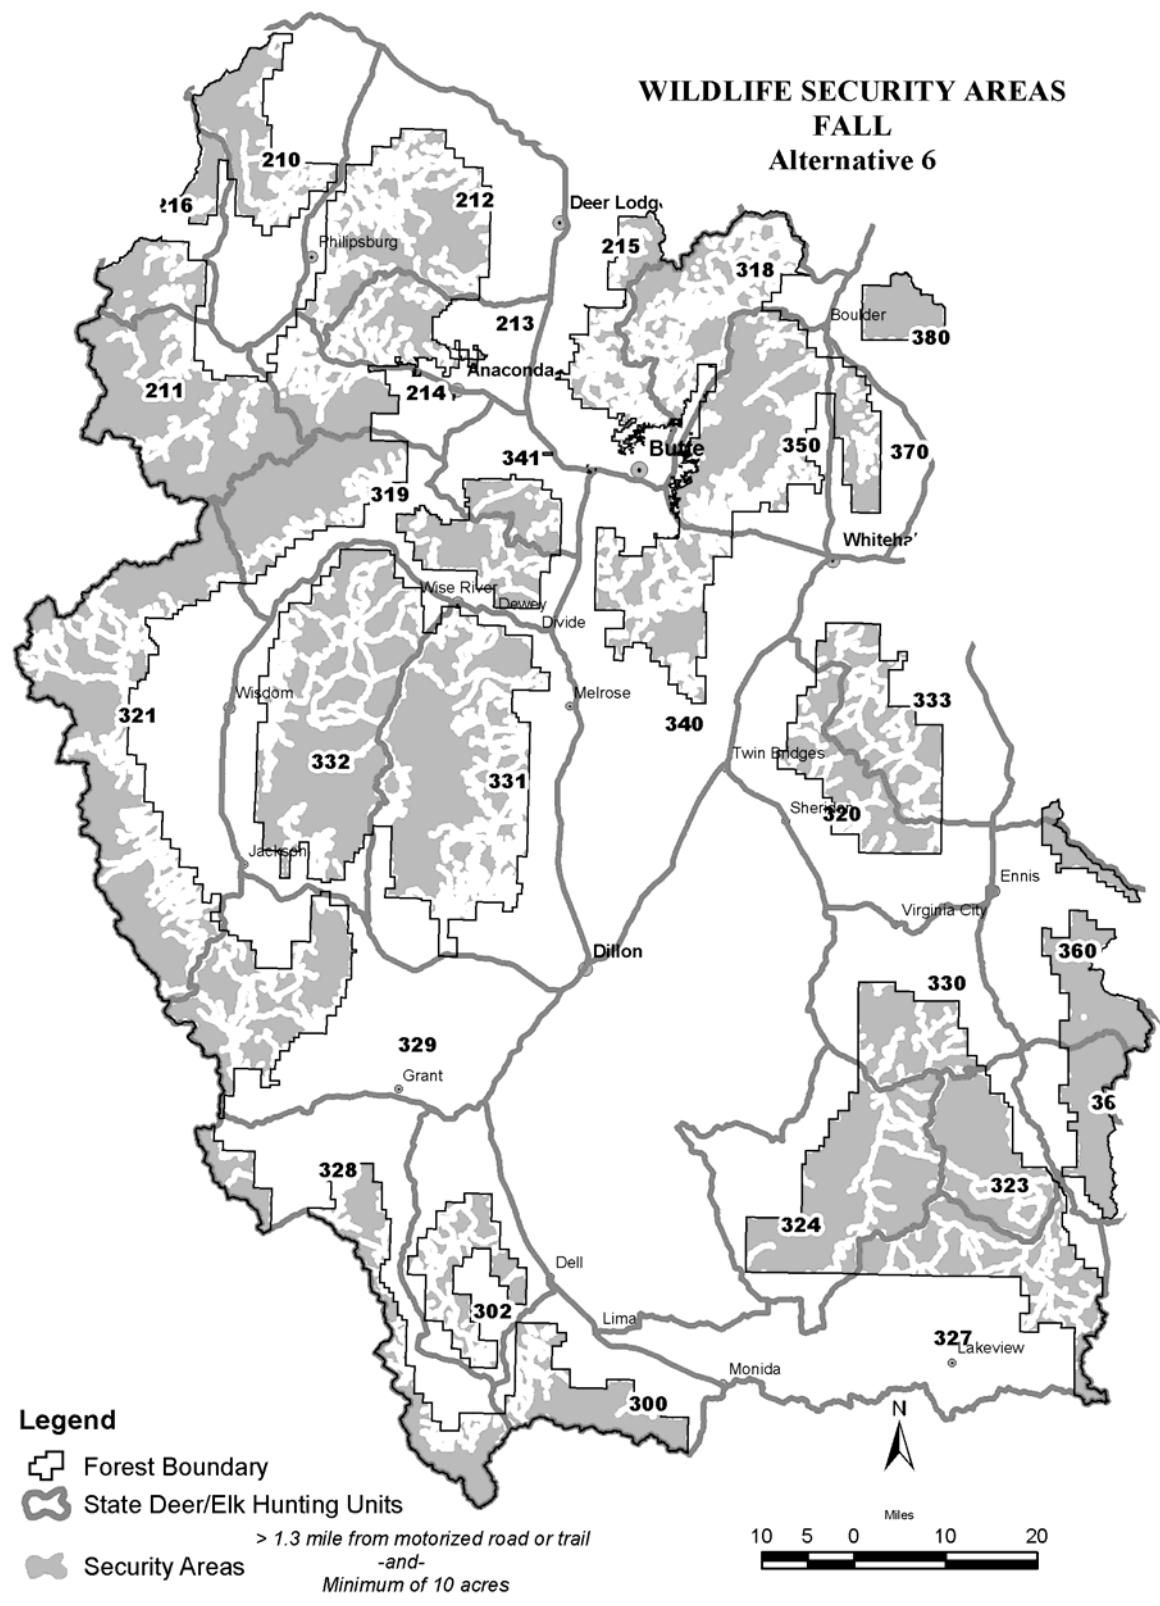 WILDLIFE SECURITY AREAS
FALL
Alternative 6
210
216
212
Deer Lodg
215
Philipsburg
318
213
Boulder
380
Anaconda
211
214
Butte
350
370
341
319
Whiteha
Wise River
Dewey
Divide
321
Wisdom
Melrose
333
340
332
331
Twin Bridges
Sheridan
320
Jackson
Ennis
Virginia City
Dillon
360
330
329
Grant
36
328
323
324
Dell
302
Lima
327
Lakeview
Monida
300
N
Legend
Forest Boundary
State Deer/Elk Hunting Units
> 1.3 mile from motorized road or trail
-and-
Security Areas
Minimum of 10 acres
Miles
10 5 0 10 20